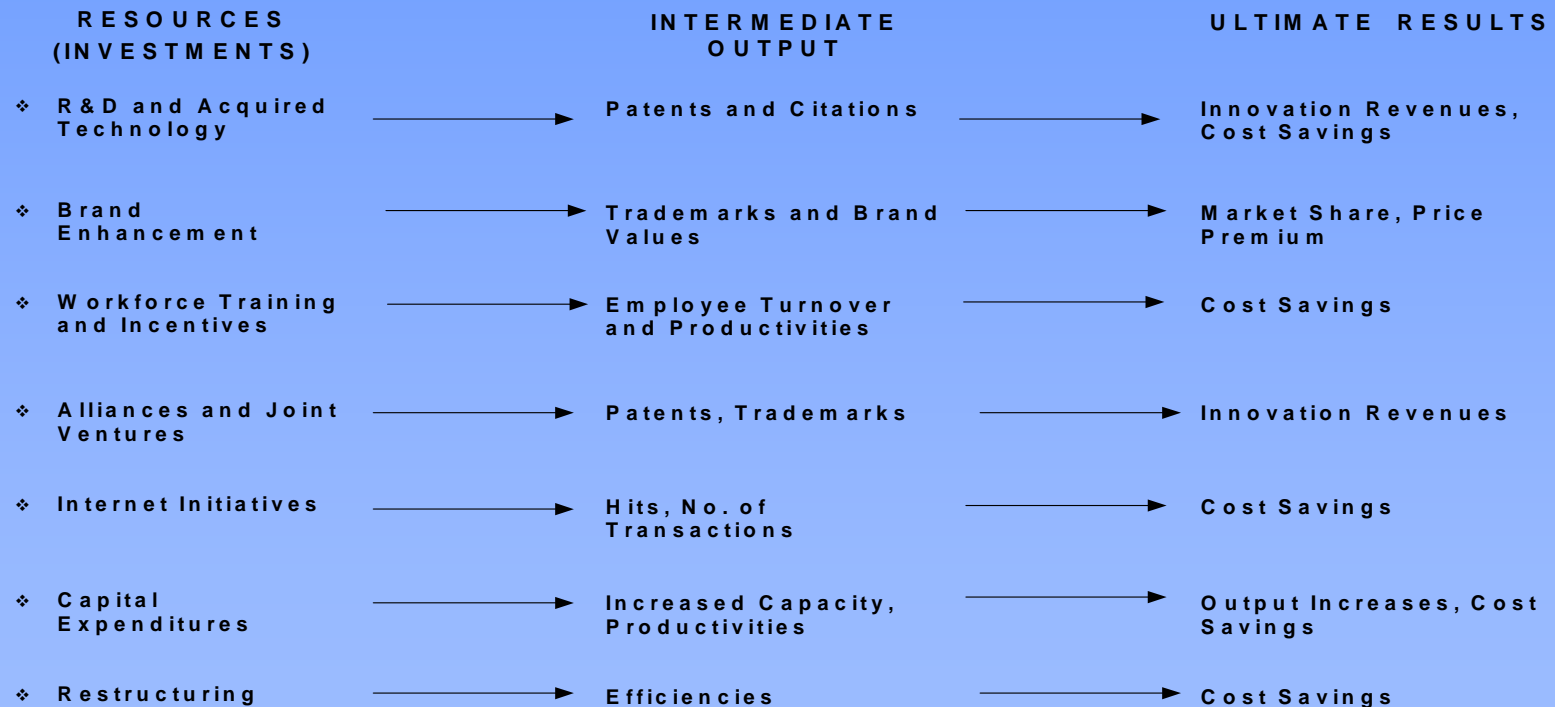 RESOURCES
(INVESTMENTS)
INTERMEDIATE
OUTPUT
ULTIMATE RESULTS
❖ R&D and Acquired
Technology
Patents and Citations
Innovation Revenues,
Cost Savings
❖ Brand
Enhancement
Trademarks and Brand
Values
Market Share, Price
Premium
❖ Workforce Training
and Incentives
Employee Turnover
and Productivities
Cost Savings
❖ Alliances and Joint
Ventures
Patents, Trademarks
Innovation Revenues
❖ Internet Initiatives
Hits, No. of
Transactions
Cost Savings
❖ Capital
Expenditures
Increased Capacity,
Productivities
Output Increases, Cost
Savings
❖ Restructuring
Efficiencies
Cost Savings